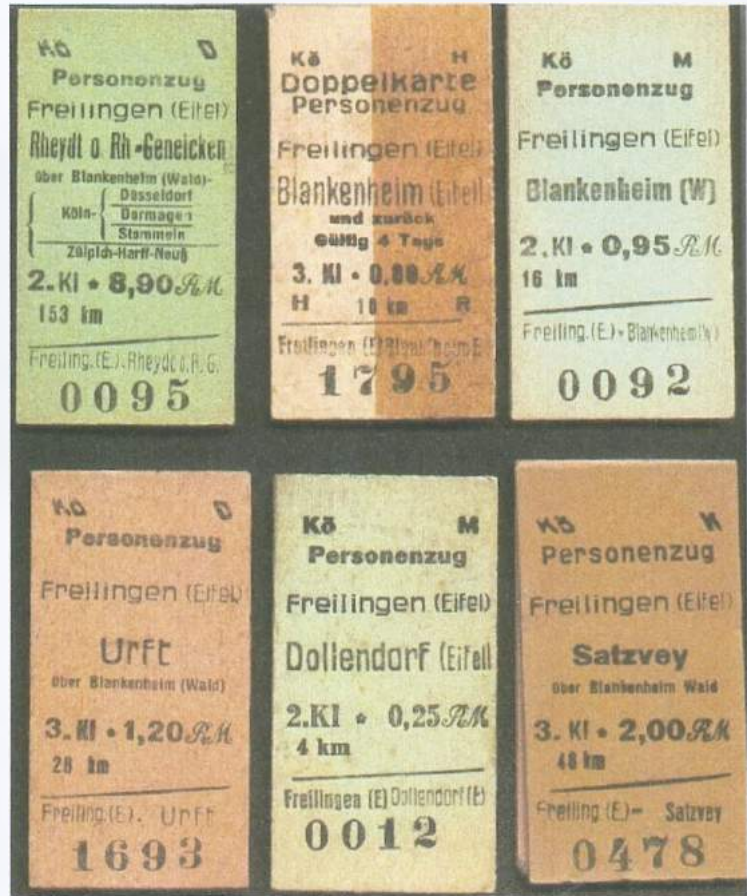 Kö D
Personenzug
Freilingen (Eifel)
Rheydt o. Rh-Geneicken
über Blankenheim (Wald)-
Köln- Düsseldorf
Dormagen
Stommeln
Zülpich-Harff-Neuß
2. Kl • 8,90 RM
153 km
Freiling. (E.)-Rheydt o. R. G.
0095
Kö H
Doppelkarte
Personenzug
Freilingen (Eifel)
Blankenheim (Eifel)
und zurück
Gültig 4 Tage
3. Kl • 0,80 RM
H km R
Freilingen (E) Blank'heim E
1795
Kö M
Personenzug
Freilingen (Eifel)
Blankenheim (W)
2. Kl • 0,95 RM
16 km
Freiling. (E.)-Blankenheim (W)
0092
Kö D
Personenzug
Freilingen (Eifel)
Urft
über Blankenheim (Wald)
3. Kl • 1,20 RM
28 km
Freiling. (E). Urft
1693
Kö M
Personenzug
Freilingen (Eifel)
Dollendorf (Eifel)
2. Kl • 0,25 RM
4 km
Freilingen (E) Dollendorf (E)
0012
Kö
Personenzug
Freilingen (Eifel)
Satzvey
über Blankenheim Wald
3. Kl • 2,00 RM
48 km
Freiling (E)- Satzvey
0478